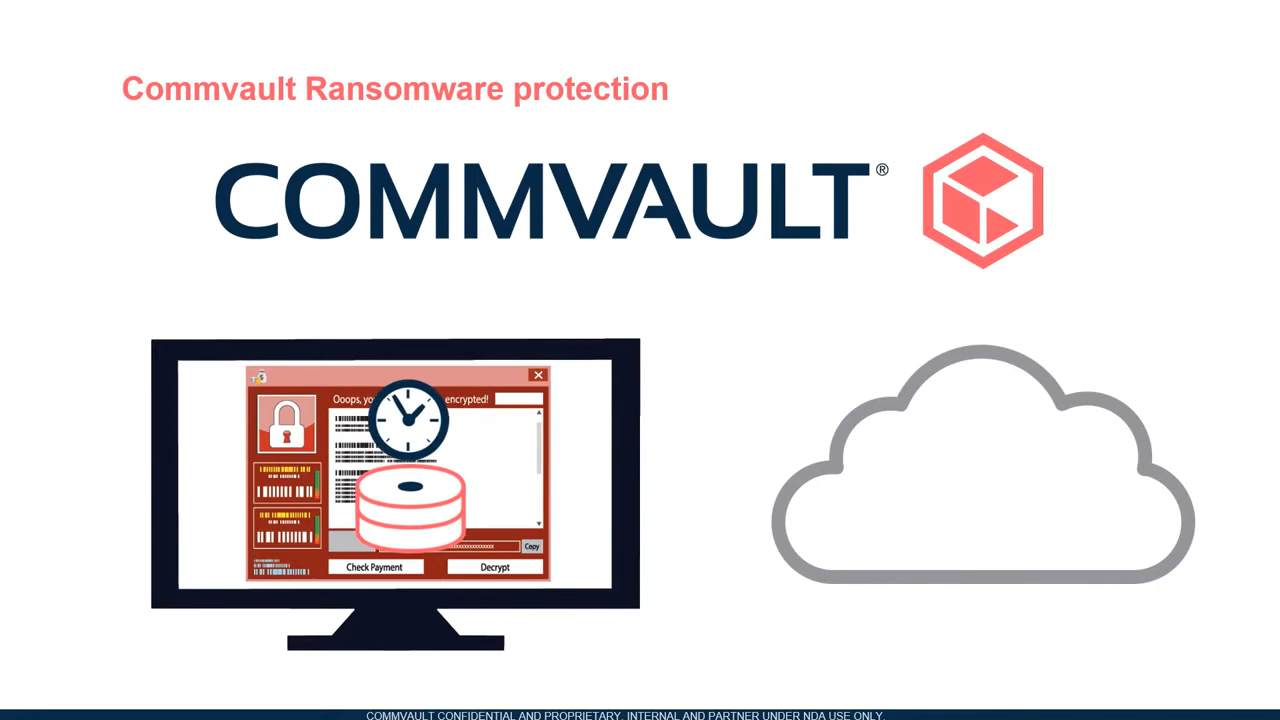 Commvault Ransomware protection
COMMVAULT®
Ooops, yo encrypted!
Copy
Check Payment
Decrypt
COMMVAULT CONFIDENTIAL AND PROPRIETARY. INTERNAL AND PARTNER UNDER NDA USE ONLY.